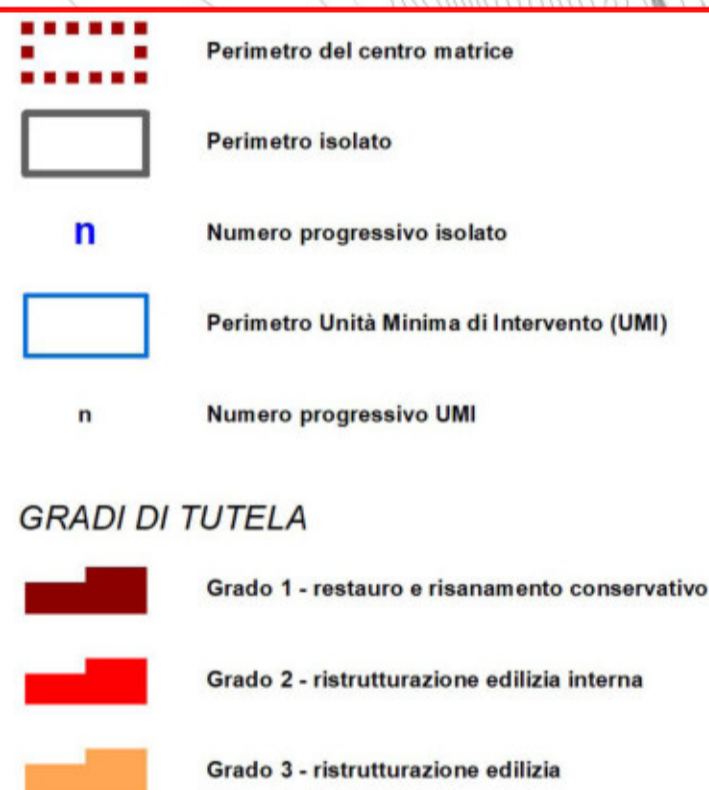 Perimetro del centro matrice
Perimetro isolato
n Numero progressivo isolato
Perimetro Unità Minima di Intervento (UMI)
n Numero progressivo UMI
GRADI DI TUTELA
Grado 1 - restauro e risanamento conservativo
Grado 2 - ristrutturazione edilizia interna
Grado 3 - ristrutturazione edilizia